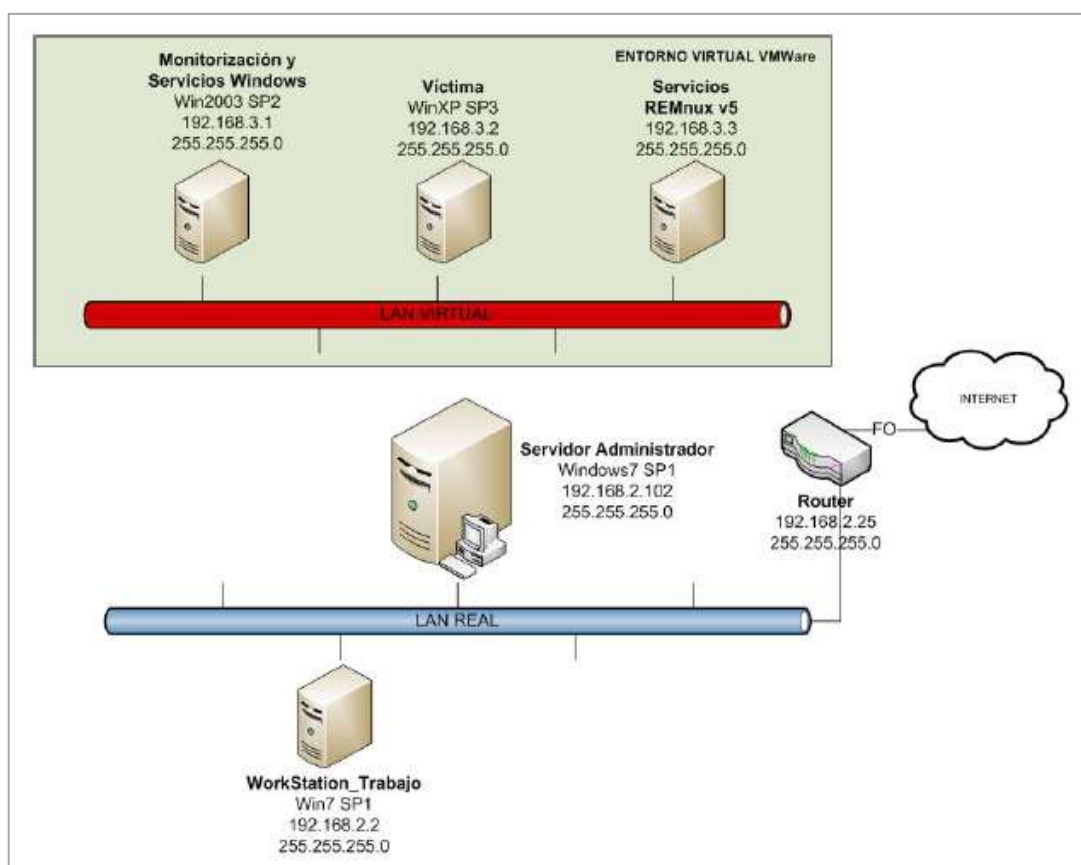 ENTORNO VIRTUAL VMWare
Monitorización y
Servicios Windows
Win2003 SP2
192.168.3.1
255.255.255.0
Víctima
WinXP SP3
192.168.3.2
255.255.255.0
Servicios
REMnux v5
192.168.3.3
255.255.255.0
LAN VIRTUAL
INTERNET
FO
Servidor Administrador
Windows7 SP1
192.168.2.102
255.255.255.0
Router
192.168.2.25
255.255.255.0
LAN REAL
WorkStation_Trabajo
Win7 SP1
192.168.2.2
255.255.255.0